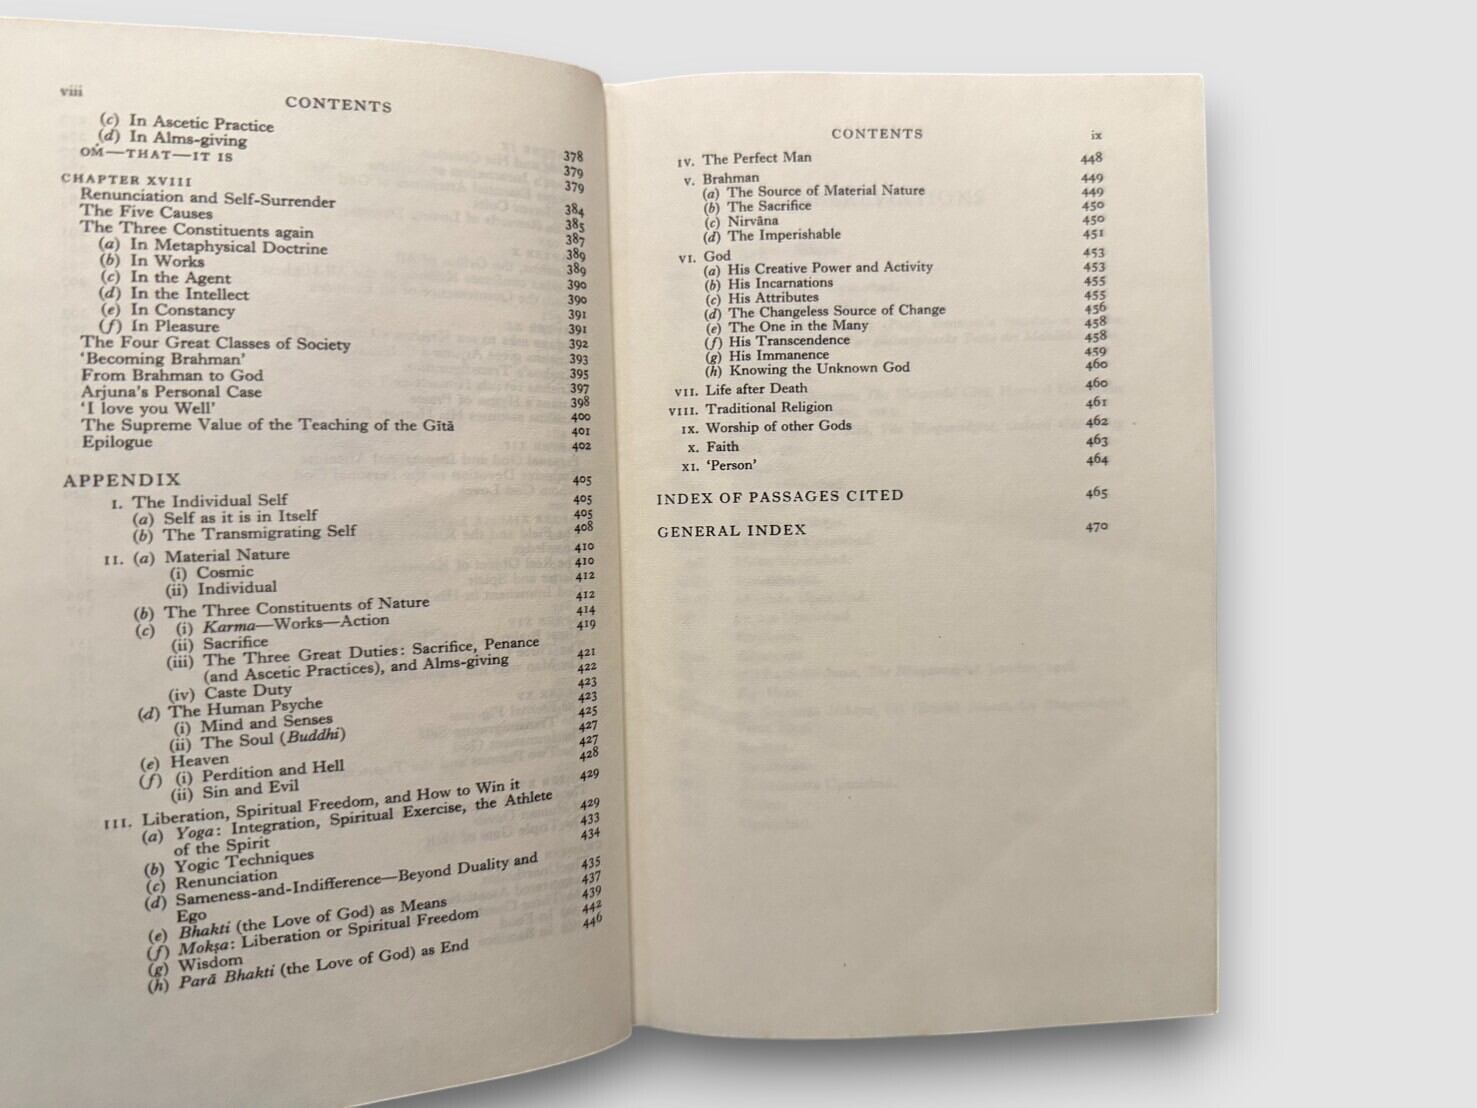 viii
CONTENTS
(c) In Ascetic Practice 378
(d) In Alms-giving 379
OṀ—THAT—IT IS 379
CHAPTER XVIII 384
Renunciation and Self-Surrender 385
The Five Causes 387
The Three Constituents again 389
(a) In Metaphysical Doctrine 389
(b) In Works 390
(c) In the Agent 390
(d) In the Intellect 391
(e) In Constancy 391
(f) In Pleasure 392
The Four Great Classes of Society 393
'Becoming Brahman' 395
From Brahman to God 397
Arjuna's Personal Case 398
'I love you Well' 400
The Supreme Value of the Teaching of the Gītā 401
Epilogue 402
APPENDIX 405
I. The Individual Self 405
(a) Self as it is in Itself 405
(b) The Transmigrating Self 408
II. (a) Material Nature 410
(i) Cosmic 410
(ii) Individual 412
(b) The Three Constituents of Nature 412
(c) (i) Karma—Works—Action 414
(ii) Sacrifice 419
(iii) The Three Great Duties: Sacrifice, Penance
(and Ascetic Practices), and Alms-giving 421
(iv) Caste Duty 422
(d) The Human Psyche 423
(i) Mind and Senses 423
(ii) The Soul (Buddhi) 425
(e) Heaven 427
(f) (i) Perdition and Hell 427
(ii) Sin and Evil 428
III. Liberation, Spiritual Freedom, and How to Win it 429
(a) Yoga: Integration, Spiritual Exercise, the Athlete
of the Spirit 429
(b) Yogic Techniques 433
(c) Renunciation 434
(d) Sameness-and-Indifference—Beyond Duality and
Ego 435
(e) Bhakti (the Love of God) as Means 437
(f) Mokṣa: Liberation or Spiritual Freedom 439
(g) Wisdom 442
(h) Parā Bhakti (the Love of God) as End 446
CONTENTS ix
IV. The Perfect Man 448
V. Brahman 449
(a) The Source of Material Nature 449
(b) The Sacrifice 450
(c) Nirvāna 450
(d) The Imperishable 451
VI. God 453
(a) His Creative Power and Activity 453
(b) His Incarnations 455
(c) His Attributes 455
(d) The Changeless Source of Change 456
(e) The One in the Many 458
(f) His Transcendence 458
(g) His Immanence 459
(h) Knowing the Unknown God 460
VII. Life after Death 460
VIII. Traditional Religion 461
IX. Worship of other Gods 462
X. Faith 463
XI. 'Person' 464
INDEX OF PASSAGES CITED 465
GENERAL INDEX 470